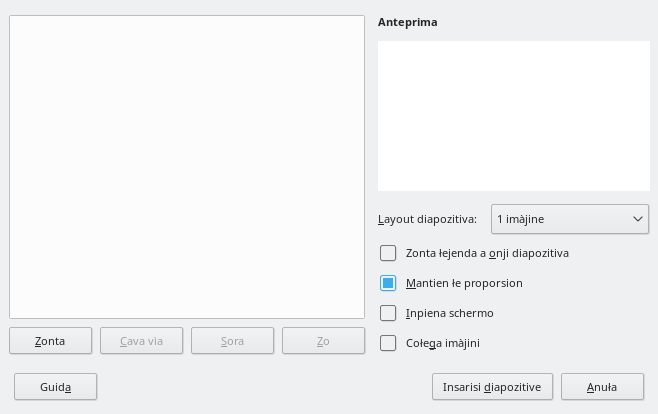 Anteprima
Layout diapozitiva: 1 imàjine
Zonta łejenda a onji diapozitiva
Mantien łe proporsion
Inpiena schermo
Cołega imàjini
Zonta Cava via Sora Zo
Guida Insarisi diapozitive Anuła